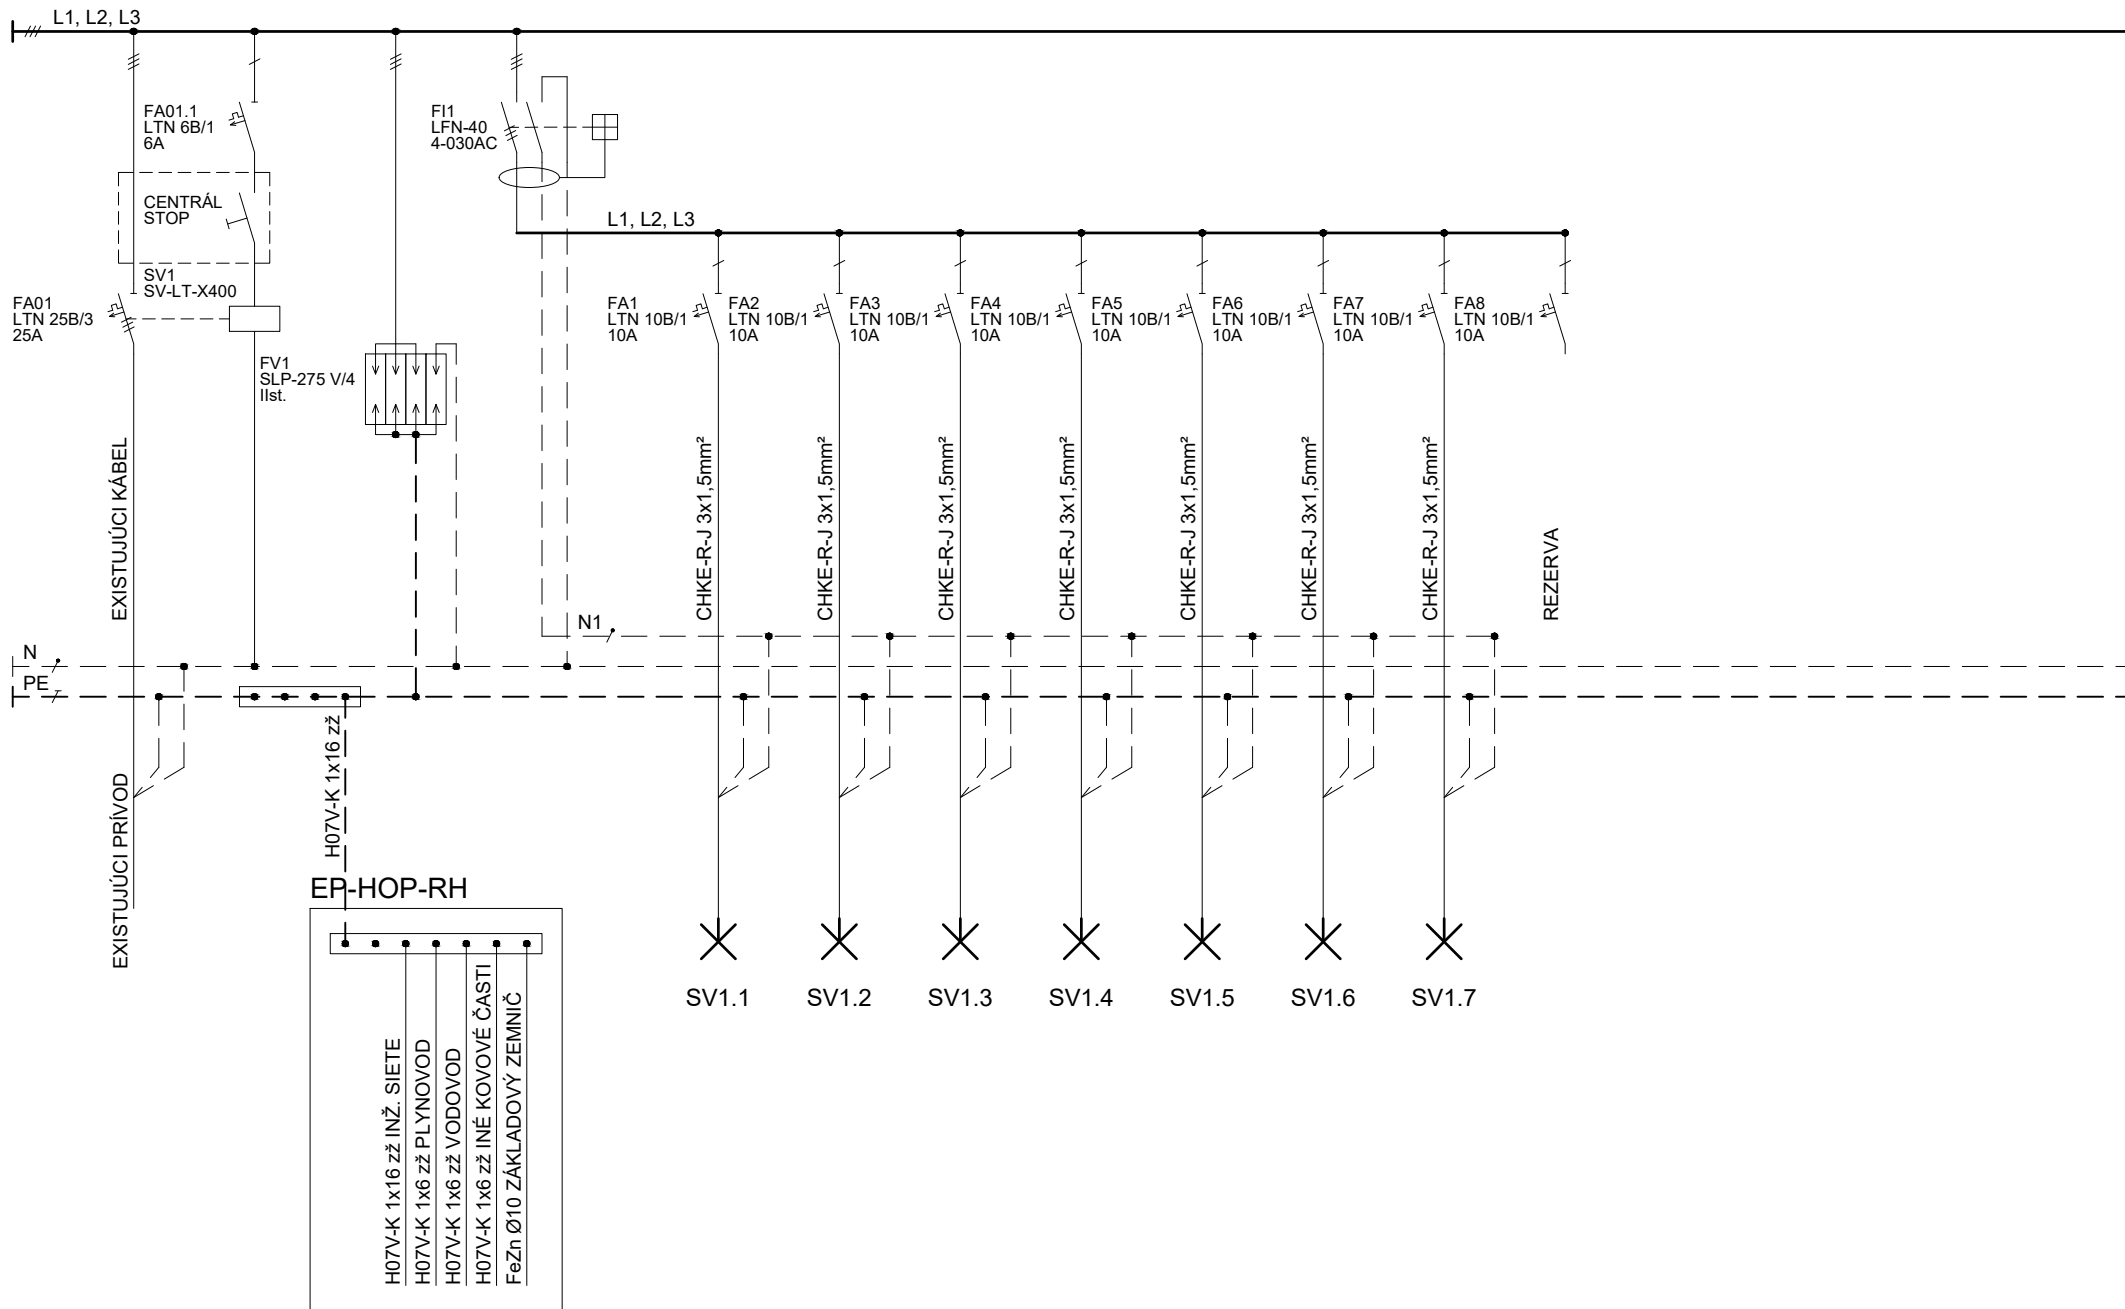 L1, L2, L3
FA01.1
LTN 6B/1
6A
CENTRÁL
STOP
SV1
SV-LT-X400
FA01
LTN 25B/3
25A
FV1
SLP-275 V/4
IIst.
FI1
LFN-40
4-030AC
L1, L2, L3
FA1
LTN 10B/1
10A
FA2
LTN 10B/1
10A
FA3
LTN 10B/1
10A
FA4
LTN 10B/1
10A
FA5
LTN 10B/1
10A
FA6
LTN 10B/1
10A
FA7
LTN 10B/1
10A
FA8
LTN 10B/1
10A
EXISTUJÚCI KÁBEL
CHKE-R-J 3x1,5mm²
CHKE-R-J 3x1,5mm²
CHKE-R-J 3x1,5mm²
CHKE-R-J 3x1,5mm²
CHKE-R-J 3x1,5mm²
CHKE-R-J 3x1,5mm²
CHKE-R-J 3x1,5mm²
REZERVA
N1
N
PE
EXISTUJÚCI PRÍVOD
H07V-K 1x16 zž
EP-HOP-RH
H07V-K 1x16 zž INŽ. SIETE
H07V-K 1x6 zž PLYNOVOD
H07V-K 1x6 zž VODOVOD
H07V-K 1x6 zž INÉ KOVOVÉ ČASTI
FeZn Ø10 ZÁKLADOVÝ ZEMNIČ
SV1.1
SV1.2
SV1.3
SV1.4
SV1.5
SV1.6
SV1.7